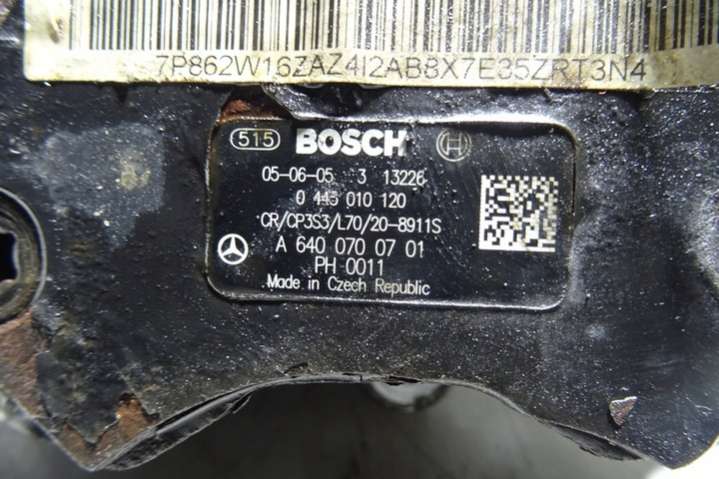 7P862W16ZAZ4I2AB8X7E35ZRT3N4
515 BOSCH
05-06-05 3 13226
0 445 010 120
CR/CP3S3/L70/20-8911S
A 640 070 07 01
PH 0011
Made in Czech Republic